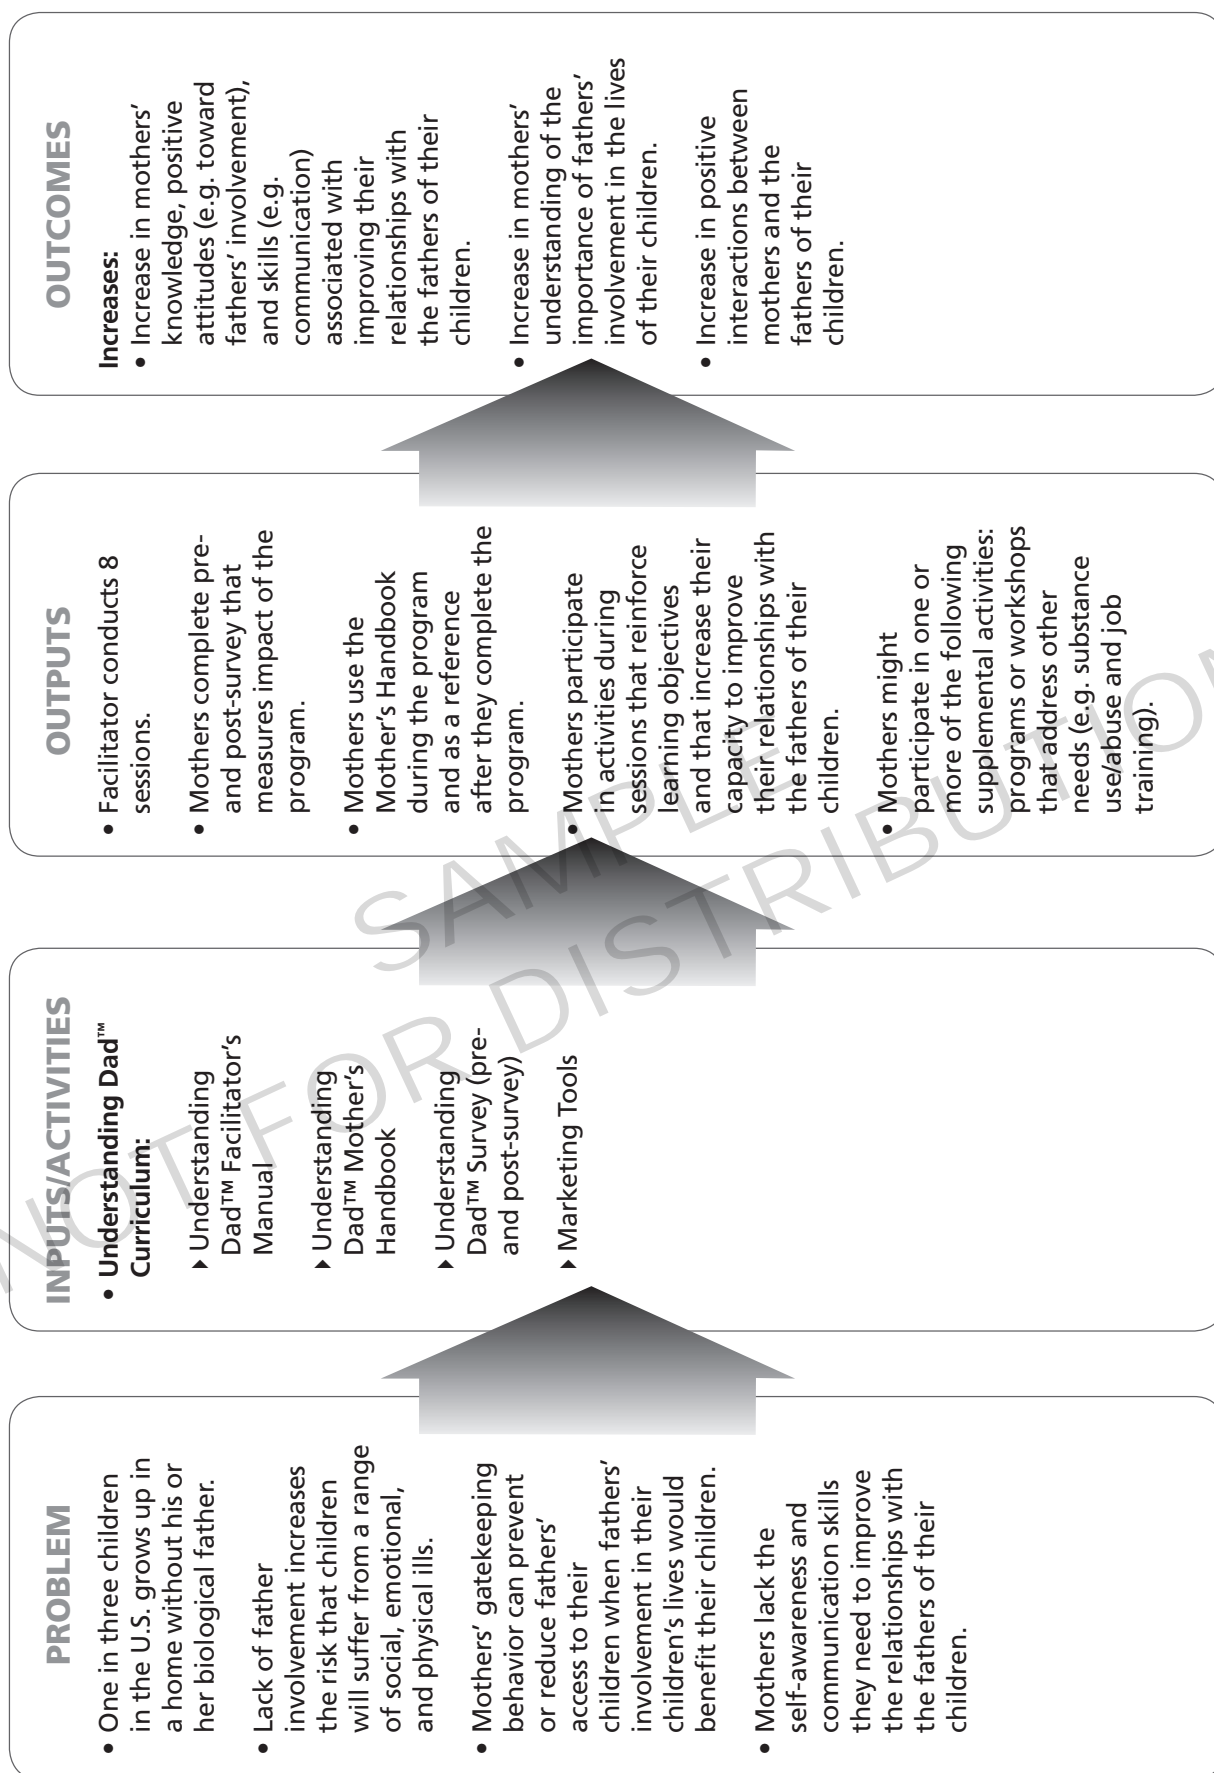 PROBLEM
• One in three children
in the U.S. grows up in
a home without his or
her biological father.
• Lack of father
involvement increases
the risk that children
will suffer from a range
of social, emotional,
and physical ills.
• Mothers' gatekeeping
behavior can prevent
or reduce fathers'
access to their
children when fathers'
involvement in their
children's lives would
benefit their children.
• Mothers lack the
self-awareness and
communication skills
they need to improve
the relationships with
the fathers of their
children.
INPUTS/ACTIVITIES
• Understanding Dad™
Curriculum:
▸ Understanding
Dad™ Facilitator's
Manual
▸ Understanding
Dad™ Mother's
Handbook
▸ Understanding
Dad™ Survey (pre-
and post-survey)
▸ Marketing Tools
OUTPUTS
• Facilitator conducts 8
sessions.
• Mothers complete pre-
and post-survey that
measures impact of the
program.
• Mothers use the
Mother's Handbook
during the program
and as a reference
after they complete the
program.
• Mothers participate
in activities during
sessions that reinforce
learning objectives
and that increase their
capacity to improve
their relationships with
the fathers of their
children.
• Mothers might
participate in one or
more of the following
supplemental activities:
programs or workshops
that address other
needs (e.g. substance
use/abuse and job
training).
OUTCOMES
Increases:
• Increase in mothers'
knowledge, positive
attitudes (e.g. toward
fathers' involvement),
and skills (e.g.
communication)
associated with
improving their
relationships with
the fathers of their
children.
• Increase in mothers'
understanding of the
importance of fathers'
involvement in the lives
of their children.
• Increase in positive
interactions between
mothers and the
fathers of their
children.
SAMPLE
NOT FOR DISTRIBUTION